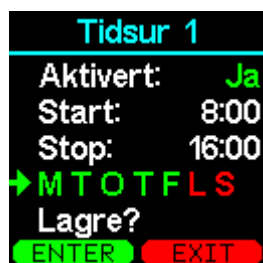 Tidsur 1
Aktivert: Ja
Start: 8:00
Stop: 16:00
M T O T F L S
Lagre?
ENTER EXIT